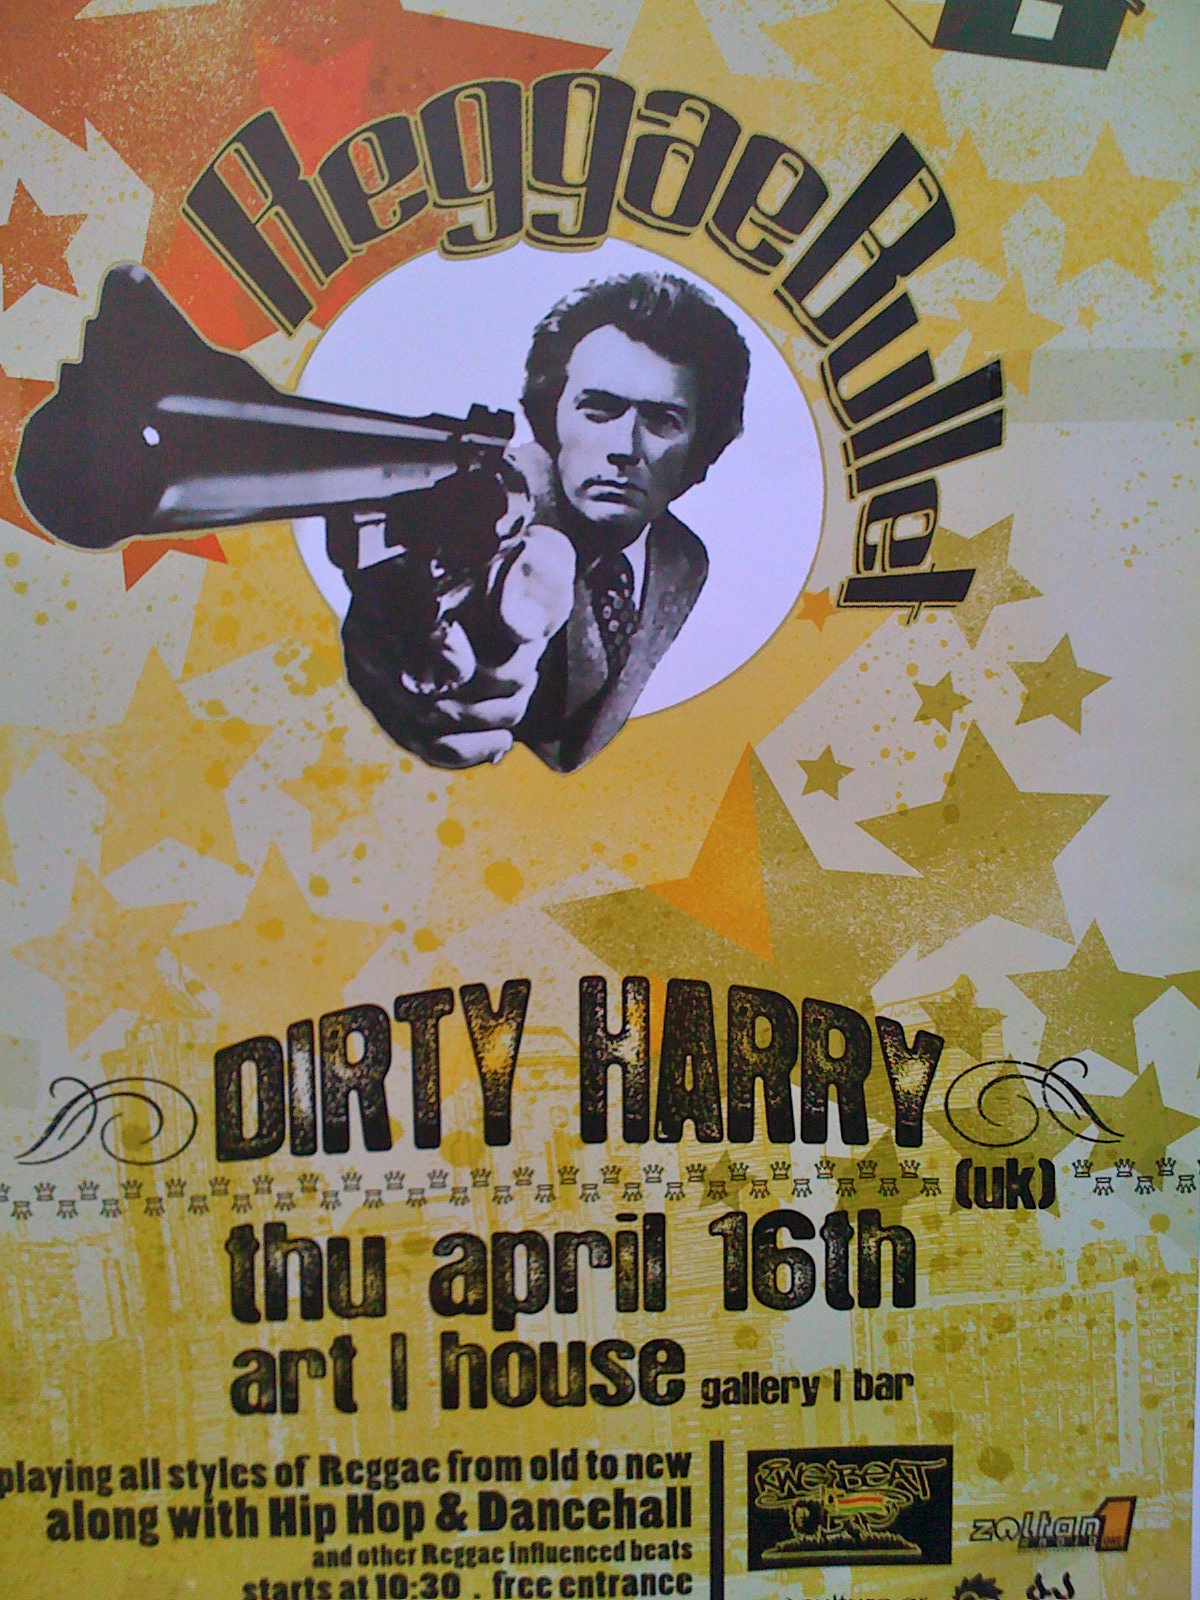 ReggaeBullet
DIRTY HARRY
(uk)
thu april 16th
art | house gallery | bar
playing all styles of Reggae from old to new
along with Hip Hop & Dancehall
and other Reggae influenced beats
starts at 10:30 . free entrance
KINGBEAT
zoltan1